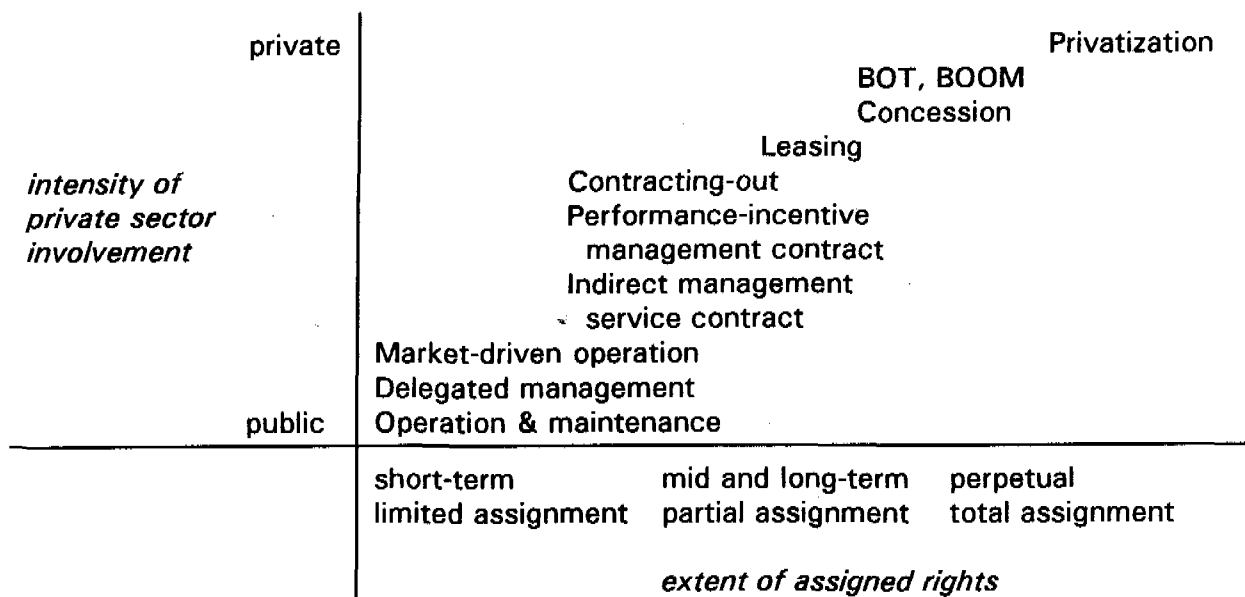 private Privatization
BOT, BOOM
Concession
Leasing
intensity of Contracting-out
private sector Performance-incentive
involvement management contract
Indirect management
service contract
Market-driven operation
Delegated management
public Operation & maintenance
short-term mid and long-term perpetual
limited assignment partial assignment total assignment
extent of assigned rights